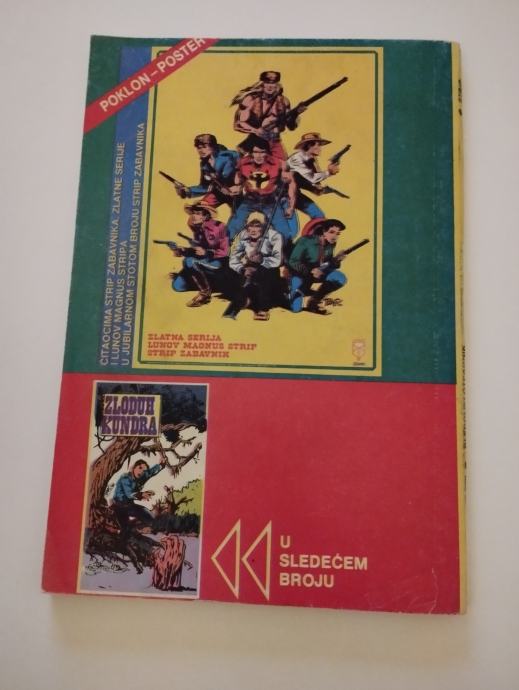 POKLON – POSTER
ČITAOCIMA STRIP ZABAVNIKA, ZLATNE SERIJE
I LUNOV MAGNUS STRIPA
U JUBILARNOM STOTOM BROJU STRIP ZABAVNIKA
ZLATNA SERIJA
LUNOV MAGNUS STRIP
STRIP ZABAVNIK
ZLODUH
KUNDRA
U
SLEDEĆEM
BROJU